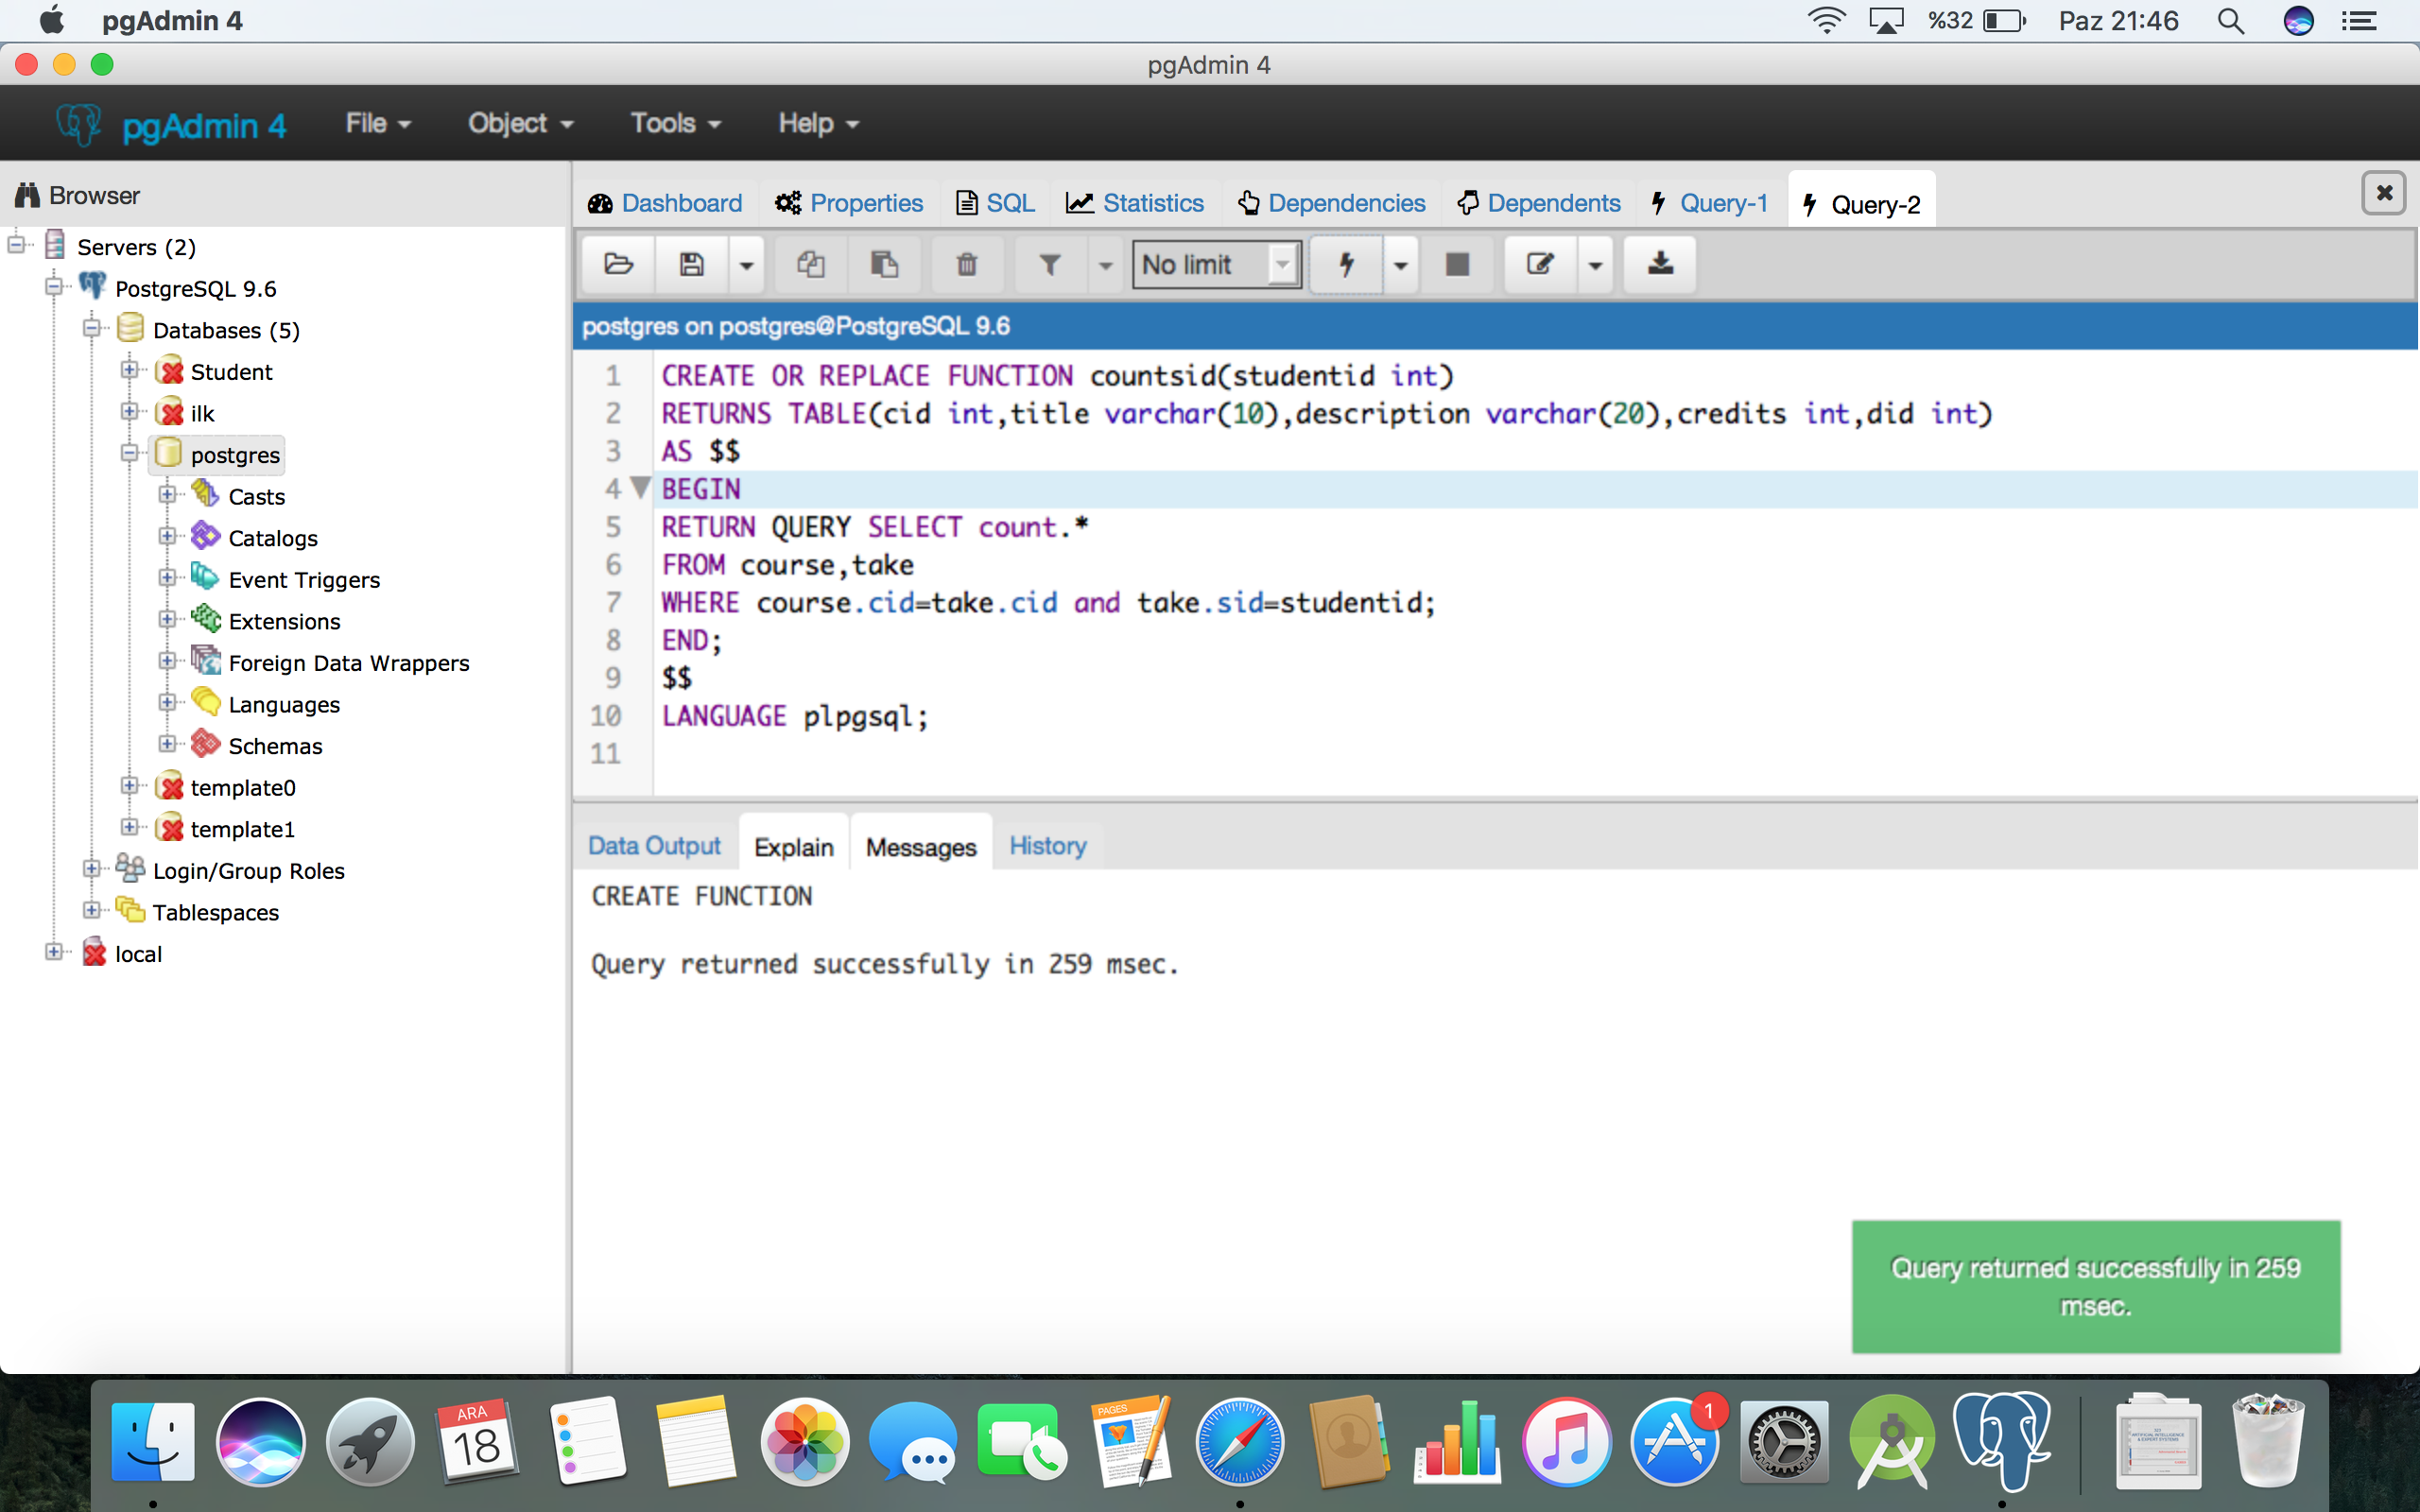 pgAdmin 4
%32
Paz 21:46
pgAdmin 4
pgAdmin 4 File Object Tools Help
Browser
Dashboard Properties SQL Statistics Dependencies Dependents Query-1 Query-2
No limit
postgres on postgres@PostgreSQL 9.6
Servers (2)
PostgreSQL 9.6
Databases (5)
Student
ilk
postgres
Casts
Catalogs
Event Triggers
Extensions
Foreign Data Wrappers
Languages
Schemas
template0
template1
Login/Group Roles
Tablespaces
local
1 CREATE OR REPLACE FUNCTION countsid(studentid int)
2 RETURNS TABLE(cid int,title varchar(10),description varchar(20),credits int,did int)
3 AS $$
4 BEGIN
5 RETURN QUERY SELECT count.*
6 FROM course,take
7 WHERE course.cid=take.cid and take.sid=studentid;
8 END;
9 $$
10 LANGUAGE plpgsql;
11
Data Output Explain Messages History
CREATE FUNCTION
Query returned successfully in 259 msec.
Query returned successfully in 259
msec.
ARA
18
PAGES
1